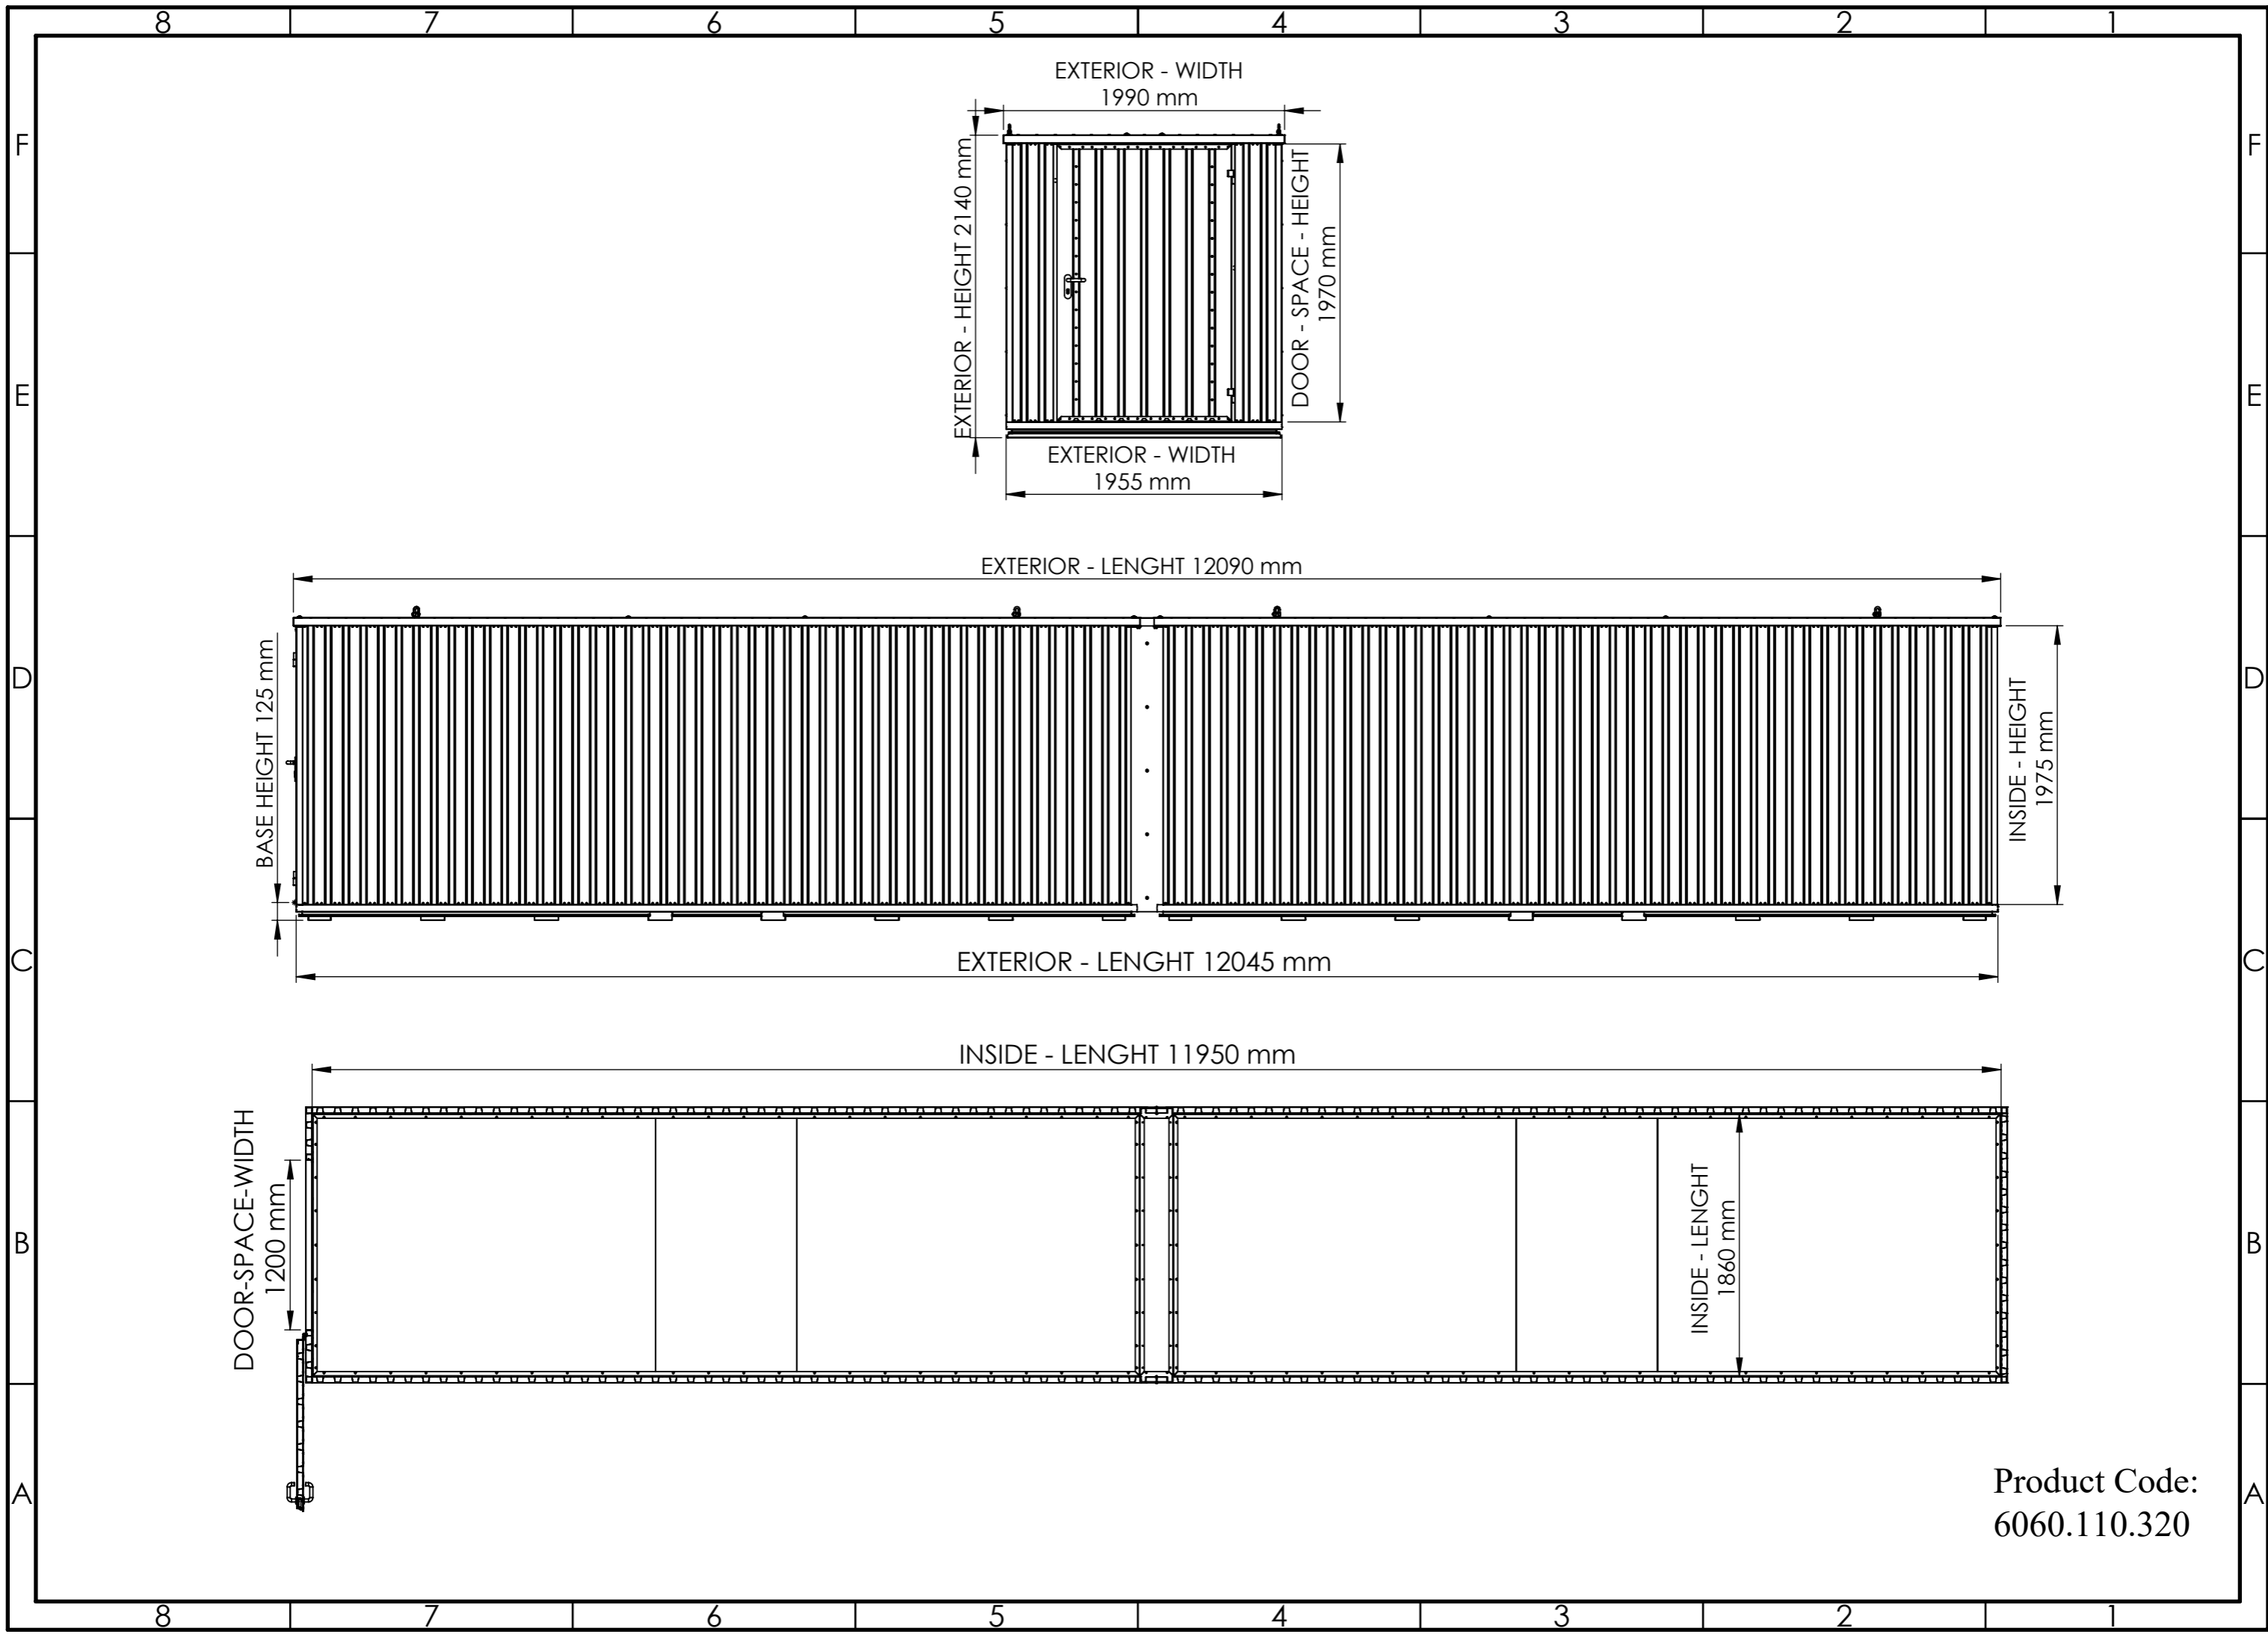 8 7 6 5 4 3 2 1
EXTERIOR - WIDTH
1990 mm
F F
EXTERIOR - HEIGHT 2140 mm
DOOR - SPACE - HEIGHT
1970 mm
E E
EXTERIOR - WIDTH
1955 mm
EXTERIOR - LENGHT 12090 mm
D D
BASE HEIGHT 125 mm
INSIDE - HEIGHT
1975 mm
C C
EXTERIOR - LENGHT 12045 mm
INSIDE - LENGHT 11950 mm
DOOR-SPACE-WIDTH
1200 mm
INSIDE - LENGHT
1860 mm
B B
A A
Product Code:
6060.110.320
8 7 6 5 4 3 2 1